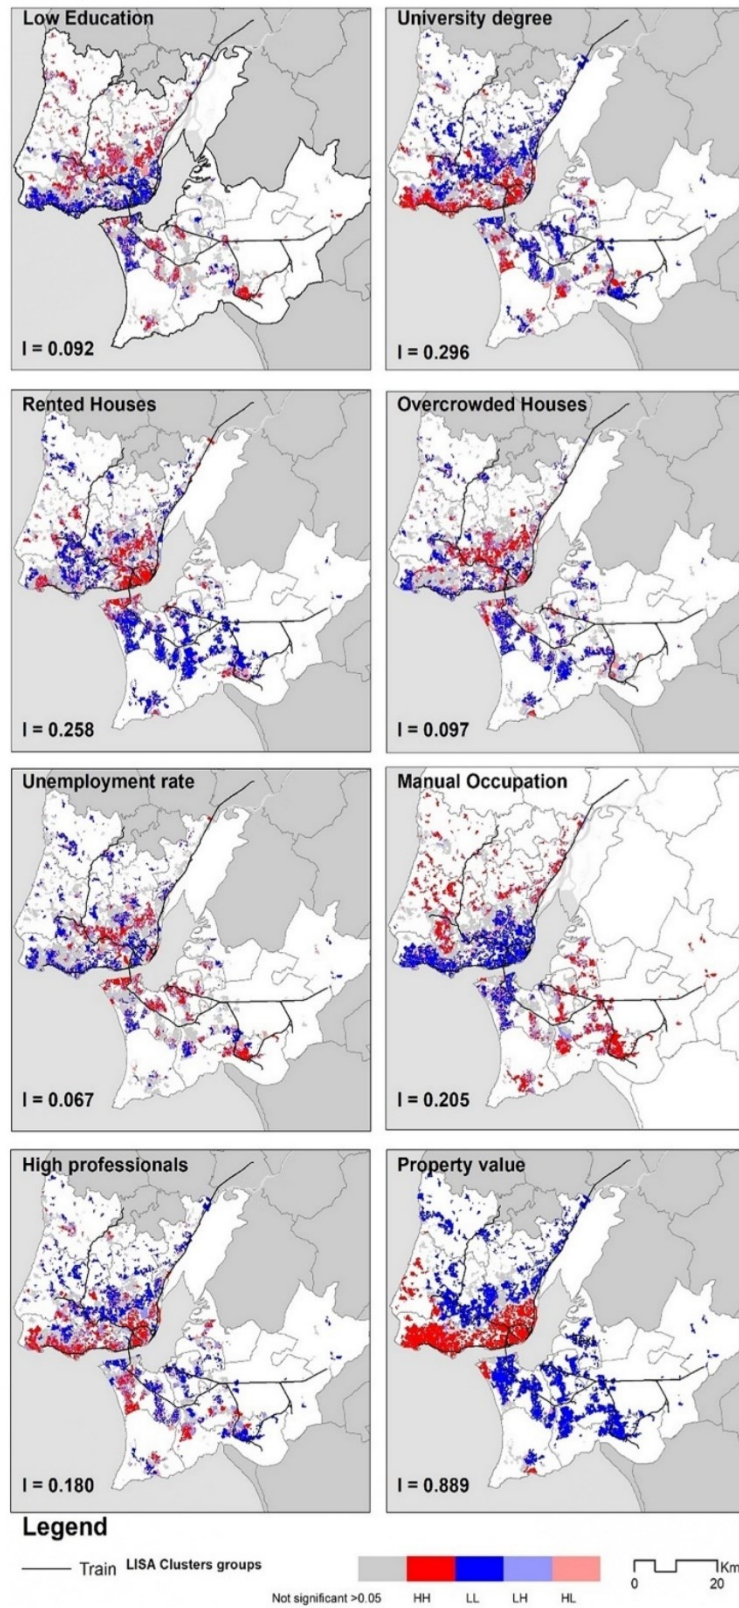 Low Education
University degree
I = 0.092
I = 0.296
Rented Houses
Overcrowded Houses
I = 0.258
I = 0.097
Unemployment rate
Manual Occupation
I = 0.067
I = 0.205
High professionals
Property value
I = 0.180
I = 0.889
Legend
Train LISA Clusters groups
Km
0 20
Not significant >0.05 HH LL LH HL